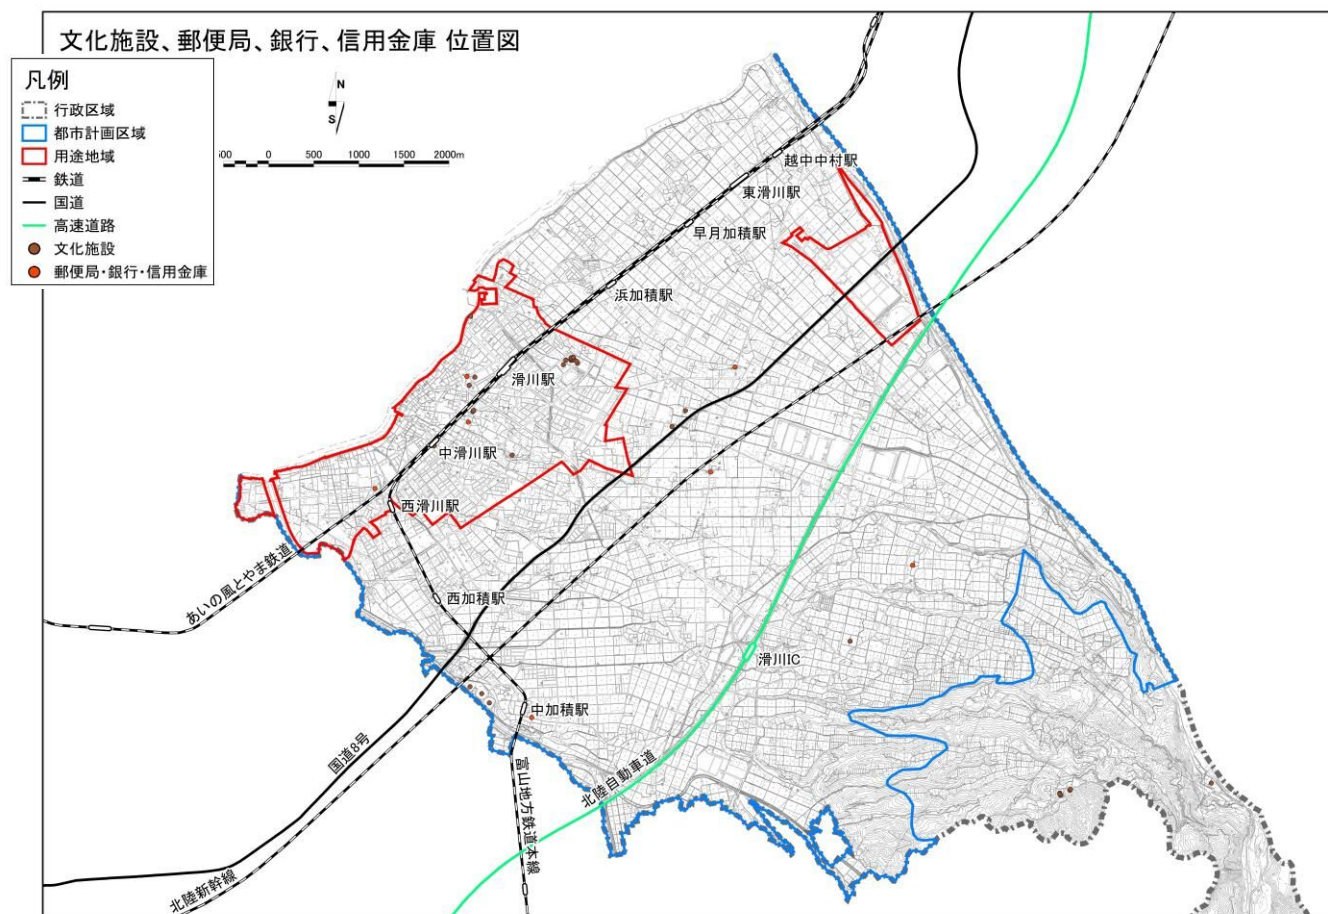 文化施設、郵便局、銀行、信用金庫 位置図
凡例
行政区域
都市計画区域
用途地域
鉄道
国道
高速道路
文化施設
郵便局・銀行・信用金庫
N
S
500 0 500 1000 1500 2000m
越中中村駅
東滑川駅
早月加積駅
浜加積駅
滑川駅
中滑川駅
西滑川駅
あいの風とやま鉄道
西加積駅
滑川IC
中加積駅
国道8号
北陸自動車道
富山地方鉄道本線
北陸新幹線